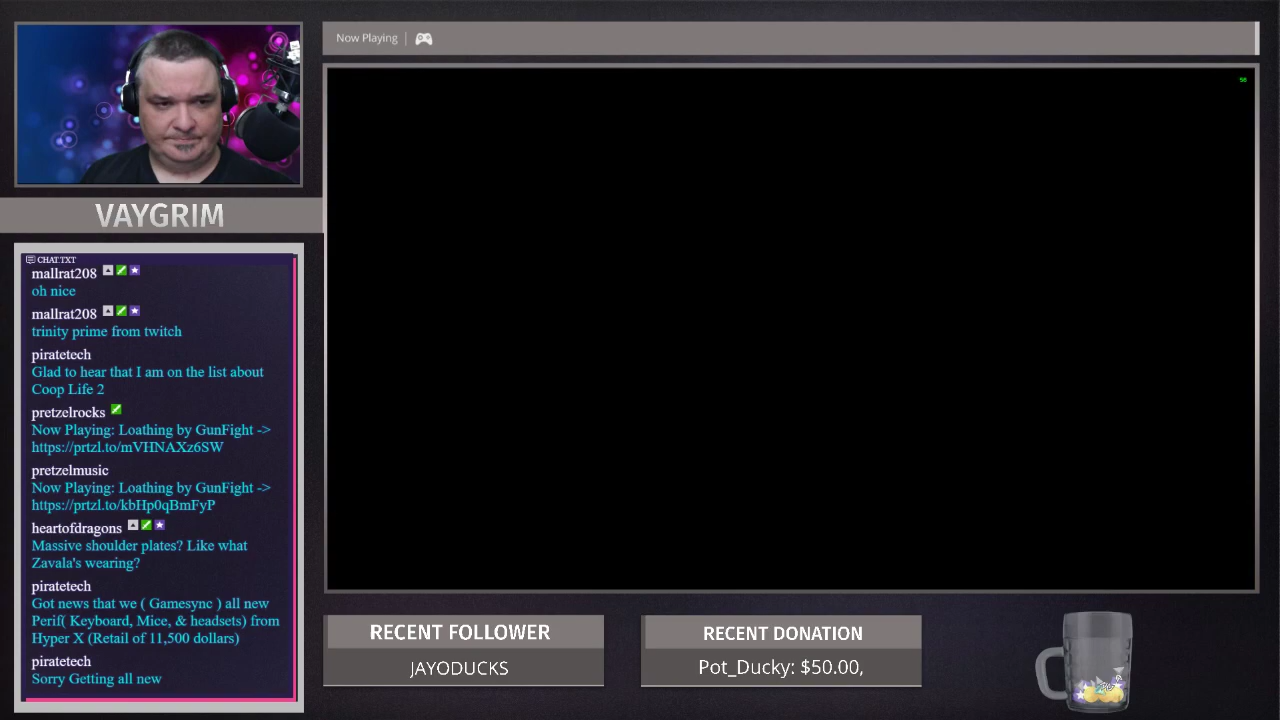 Now Playing |
58
VAYGRIM
CHAT.TXT
mallrat208
oh nice
mallrat208
trinity prime from twitch
piratetech
Glad to hear that I am on the list about
Coop Life 2
pretzelrocks
Now Playing: Loathing by GunFight ->
https://prtzl.to/mVHNAXz6SW
pretzelmusic
Now Playing: Loathing by GunFight ->
https://prtzl.to/kbHp0qBmFyP
heartofdragons
Massive shoulder plates? Like what
Zavala's wearing?
piratetech
Got news that we ( Gamesync ) all new
Perif( Keyboard, Mice, & headsets) from
Hyper X (Retail of 11,500 dollars)
piratetech
Sorry Getting all new
RECENT FOLLOWER
JAYODUCKS
RECENT DONATION
Pot_Ducky: $50.00,